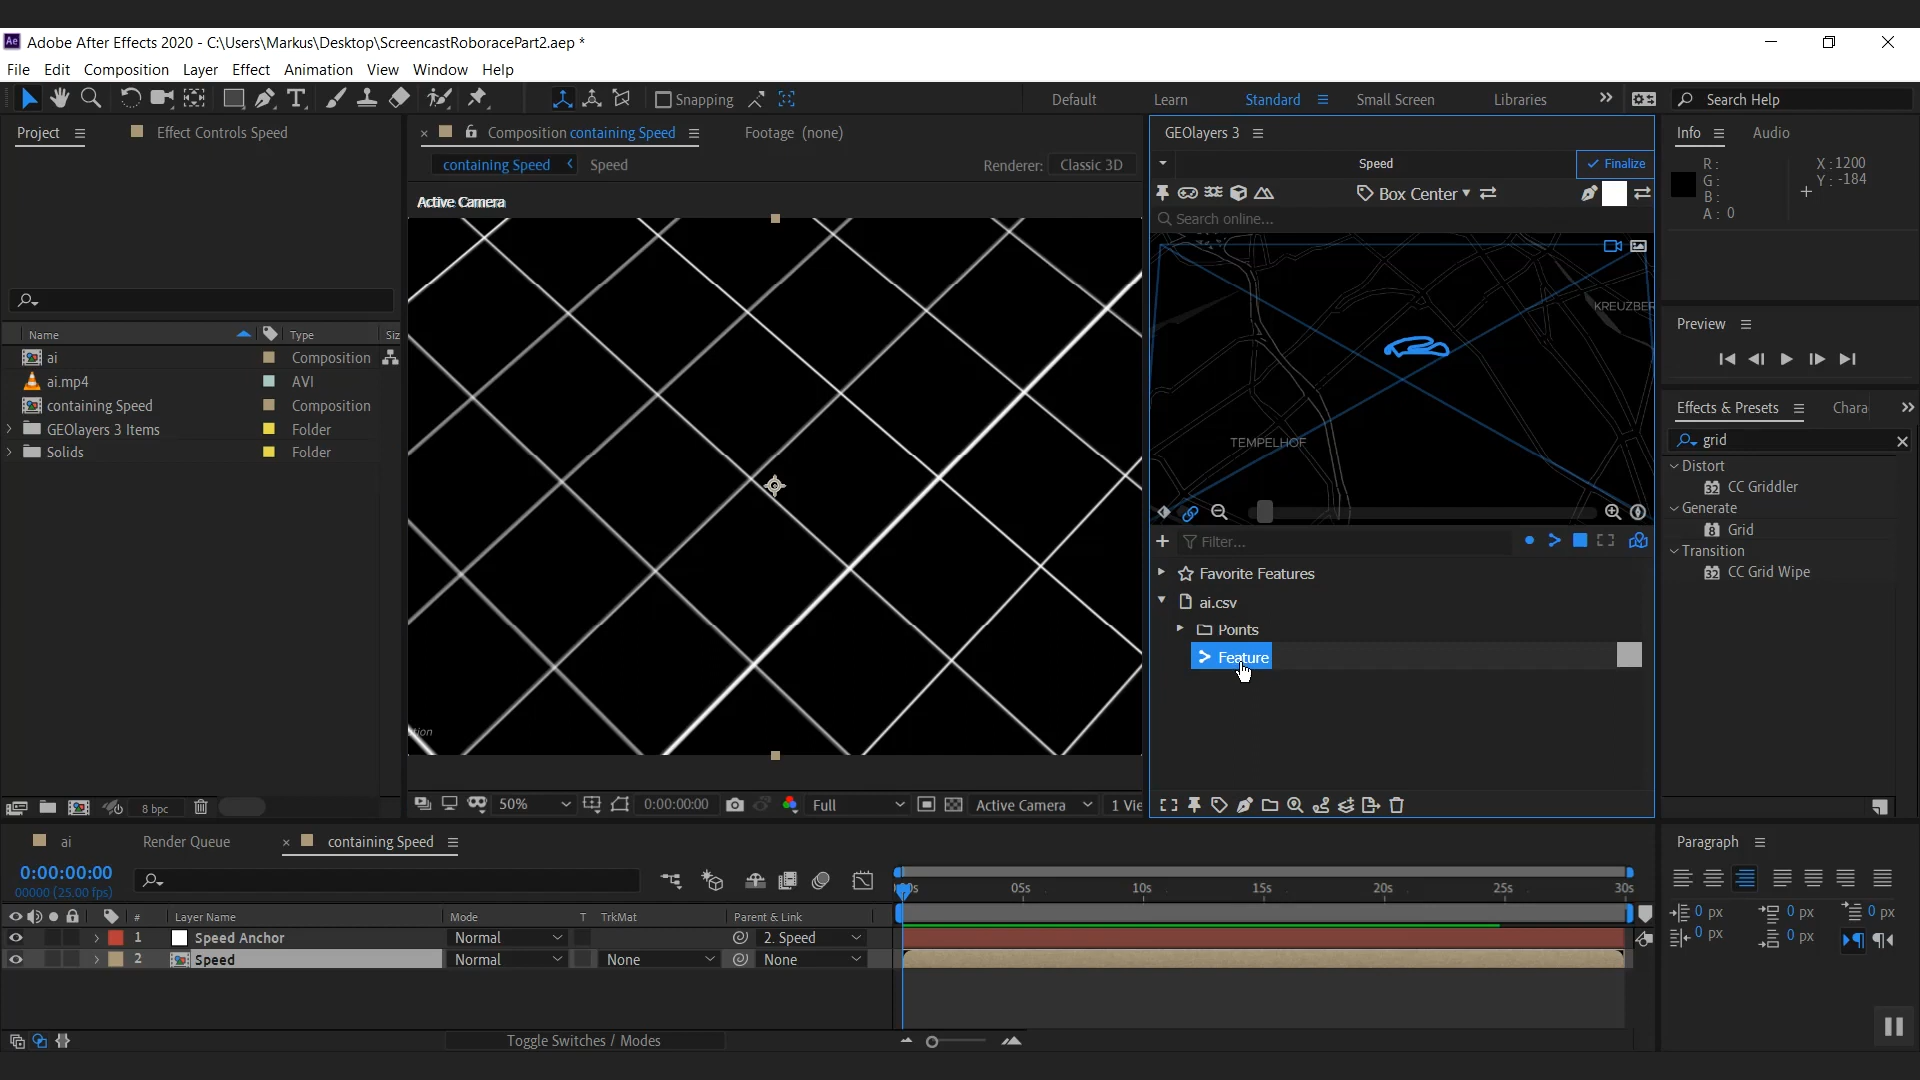 Adobe After Effects 2020 - C:\Users\Markus\Desktop\ScreencastRoboracePart2.aep *
File Edit Composition Layer Effect Animation View Window Help
Snapping
Default Learn Standard Small Screen Libraries
Search Help
Project Effect Controls Speed
Composition containing Speed
Footage (none)
GEOlayers 3
Info Audio
containing Speed Speed
Renderer: Classic 3D
Speed
Finalize
R:
G:
B:
A: 0
X: 1200
Y: -184
Active Camera
Box Center
Search online...
KREUZBER
TEMPELHOF
Preview
Name Type Siz
ai Composition
ai.mp4 AVI
containing Speed Composition
GEOlayers 3 Items Folder
Solids Folder
Effects & Presets Chara
grid
Distort
CC Griddler
Generate
Grid
Transition
CC Grid Wipe
Filter...
Favorite Features
ai.csv
Points
Feature
tion
8 bpc
50% 0:00:00:00 Full Active Camera 1 Vie
ai Render Queue containing Speed
0:00:00:00
00000 (25.00 fps)
05s 10s 15s 20s 25s 30s
# Layer Name Mode T TrkMat Parent & Link
1 Speed Anchor Normal 2. Speed
2 Speed Normal None None
Toggle Switches / Modes
Paragraph
0 px 0 px 0 px
0 px 0 px